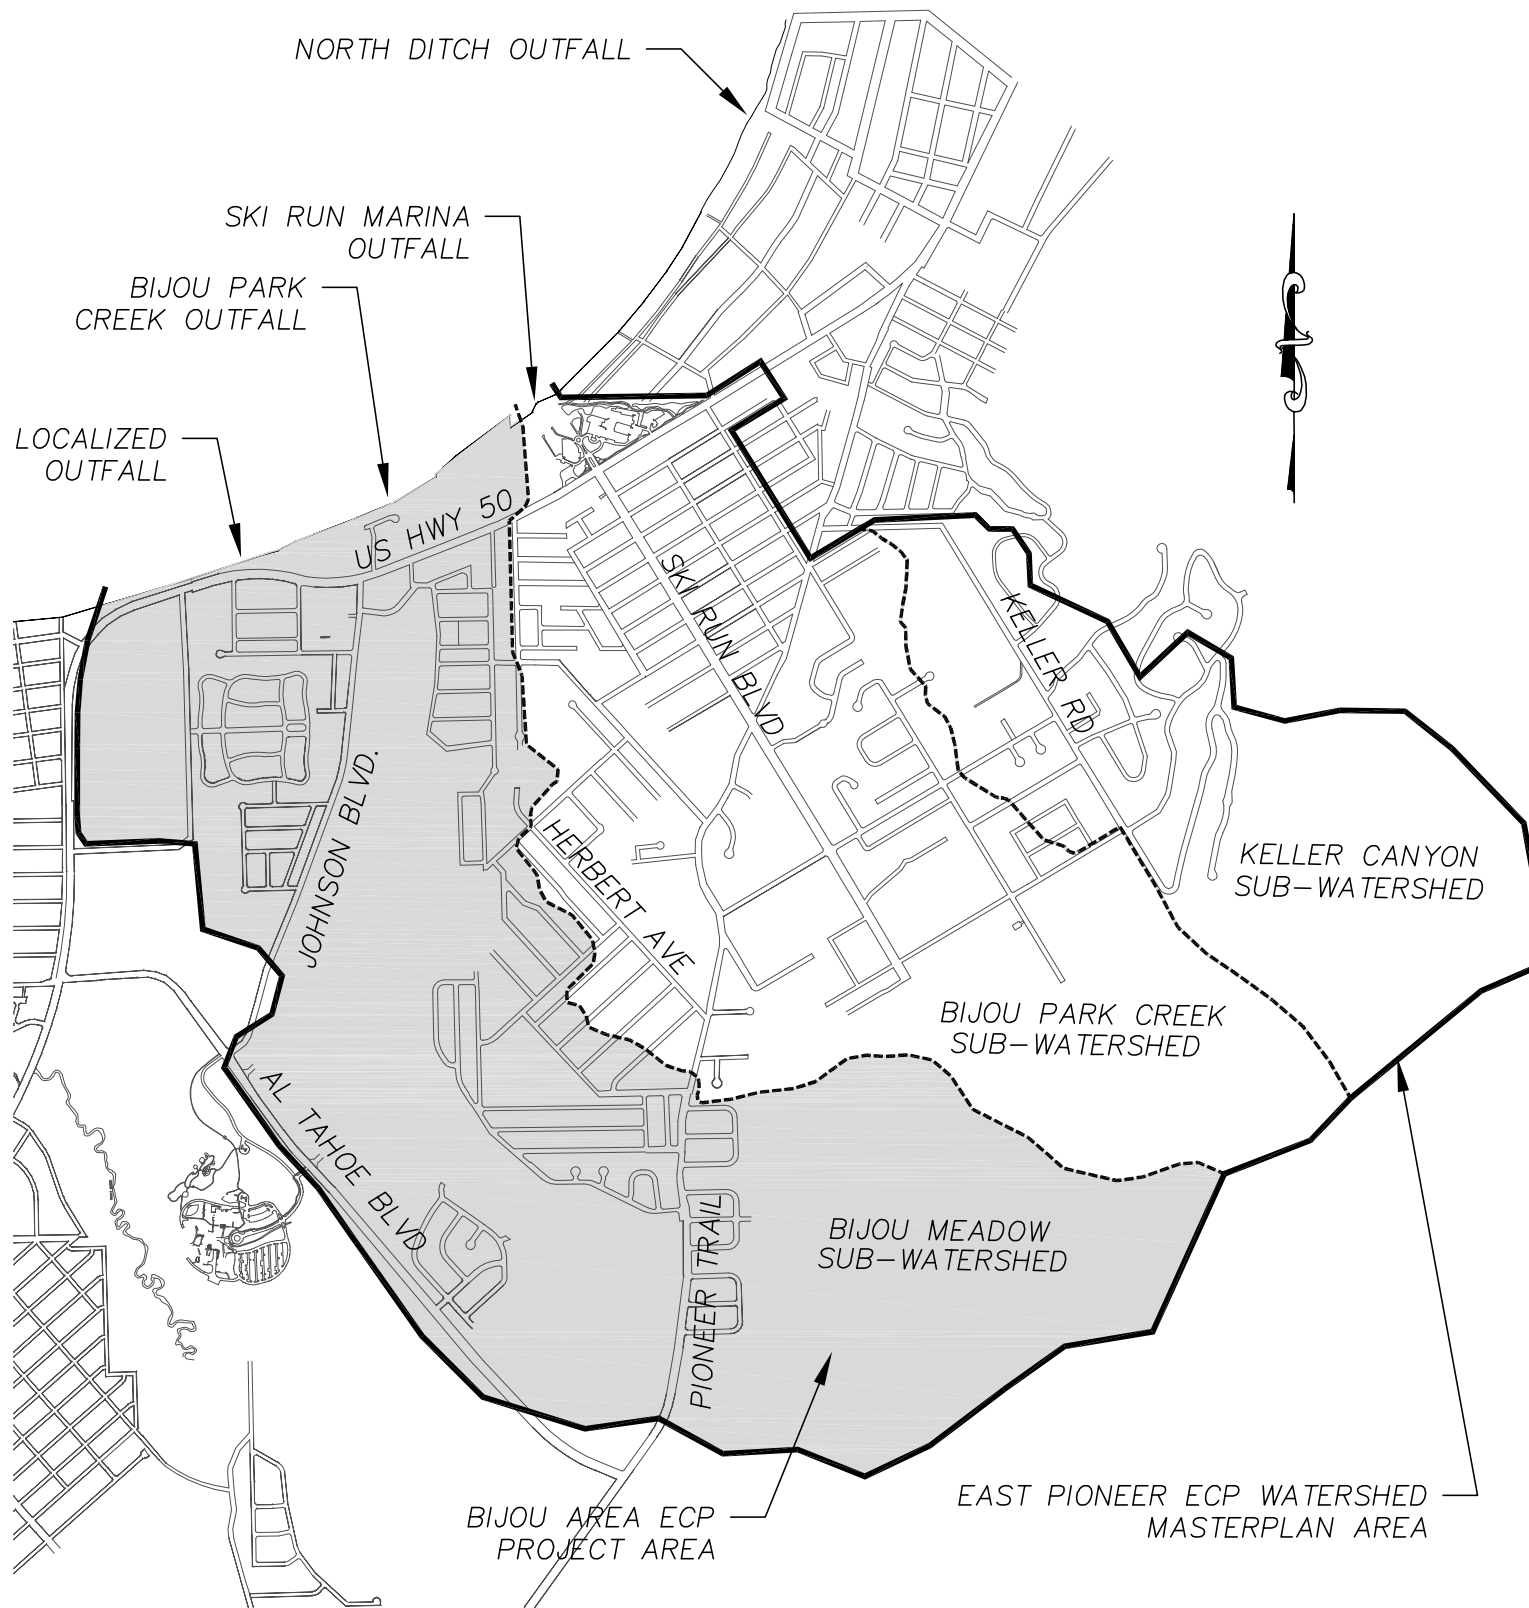 NORTH DITCH OUTFALL
SKI RUN MARINA
OUTFALL
BIJOU PARK
CREEK OUTFALL
LOCALIZED
OUTFALL
US HWY 50
SKI RUN BLVD
KELLER RD
JOHNSON BLVD.
HERBERT AVE
KELLER CANYON
SUB-WATERSHED
BIJOU PARK CREEK
SUB-WATERSHED
AL TAHOE BLVD
PIONEER TRAIL
BIJOU MEADOW
SUB-WATERSHED
BIJOU AREA ECP
PROJECT AREA
EAST PIONEER ECP WATERSHED
MASTERPLAN AREA